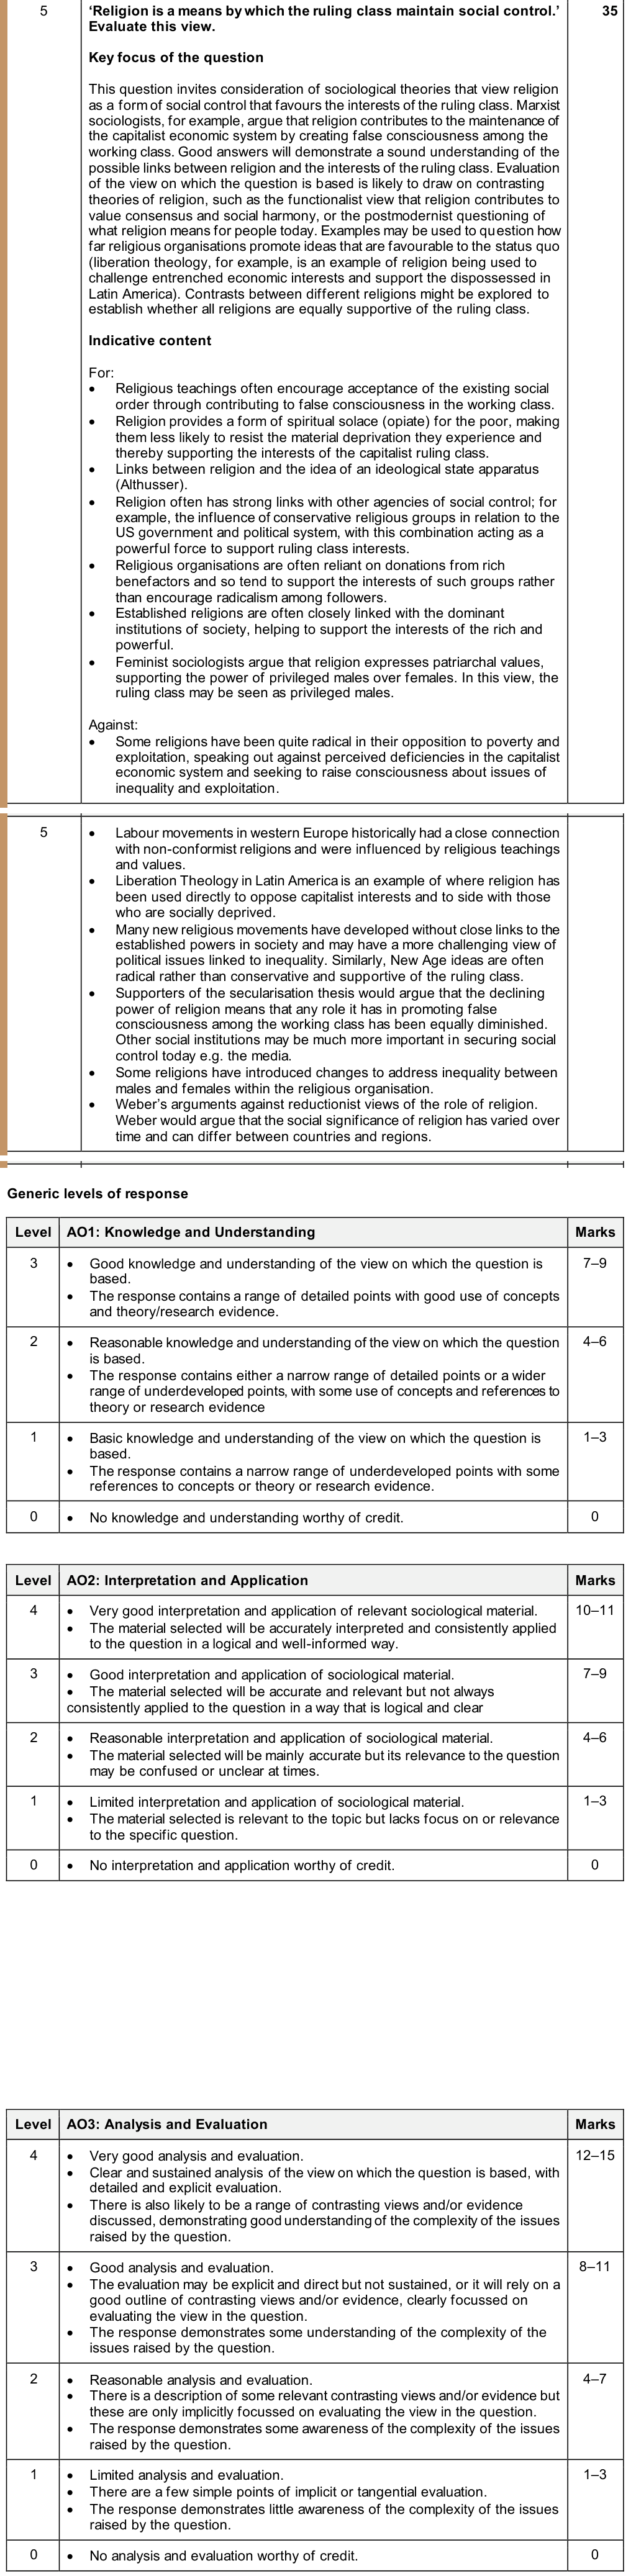 5 ‘Religion is a means by which the ruling class maintain social control.’ 35
Evaluate this view.
Key focus of the question
This question invites consideration of sociological theories that view religion
as a form of social control that favours the interests of the ruling class. Marxist
sociologists, for example, argue that religion contributes to the maintenance of
the capitalist economic system by creating false consciousness among the
working class. Good answers will demonstrate a sound understanding of the
possible links between religion and the interests of the ruling class. Evaluation
of the view on which the question is based is likely to draw on contrasting
theories of religion, such as the functionalist view that religion contributes to
value consensus and social harmony, or the postmodernist questioning of
what religion means for people today. Examples may be used to question how
far religious organisations promote ideas that are favourable to the status quo
(liberation theology, for example, is an example of religion being used to
challenge entrenched economic interests and support the dispossessed in
Latin America). Contrasts between different religions might be explored to
establish whether all religions are equally supportive of the ruling class.
Indicative content
For:
• Religious teachings often encourage acceptance of the existing social
order through contributing to false consciousness in the working class.
• Religion provides a form of spiritual solace (opiate) for the poor, making
them less likely to resist the material deprivation they experience and
thereby supporting the interests of the capitalist ruling class.
• Links between religion and the idea of an ideological state apparatus
(Althusser).
• Religion often has strong links with other agencies of social control; for
example, the influence of conservative religious groups in relation to the
US government and political system, with this combination acting as a
powerful force to support ruling class interests.
• Religious organisations are often reliant on donations from rich
benefactors and so tend to support the interests of such groups rather
than encourage radicalism among followers.
• Established religions are often closely linked with the dominant
institutions of society, helping to support the interests of the rich and
powerful.
• Feminist sociologists argue that religion expresses patriarchal values,
supporting the power of privileged males over females. In this view, the
ruling class may be seen as privileged males.
Against:
• Some religions have been quite radical in their opposition to poverty and
exploitation, speaking out against perceived deficiencies in the capitalist
economic system and seeking to raise consciousness about issues of
inequality and exploitation.
5 • Labour movements in western Europe historically had a close connection
with non-conformist religions and were influenced by religious teachings
and values.
• Liberation Theology in Latin America is an example of where religion has
been used directly to oppose capitalist interests and to side with those
who are socially deprived.
• Many new religious movements have developed without close links to the
established powers in society and may have a more challenging view of
political issues linked to inequality. Similarly, New Age ideas are often
radical rather than conservative and supportive of the ruling class.
• Supporters of the secularisation thesis would argue that the declining
power of religion means that any role it has in promoting false
consciousness among the working class has been equally diminished.
Other social institutions may be much more important in securing social
control today e.g. the media.
• Some religions have introduced changes to address inequality between
males and females within the religious organisation.
• Weber’s arguments against reductionist views of the role of religion.
Weber would argue that the social significance of religion has varied over
time and can differ between countries and regions.
Generic levels of response
Level AO1: Knowledge and Understanding Marks
3 • Good knowledge and understanding of the view on which the question is 7–9
based.
• The response contains a range of detailed points with good use of concepts
and theory/research evidence.
2 • Reasonable knowledge and understanding of the view on which the question 4–6
is based.
• The response contains either a narrow range of detailed points or a wider
range of underdeveloped points, with some use of concepts and references to
theory or research evidence
1 • Basic knowledge and understanding of the view on which the question is 1–3
based.
• The response contains a narrow range of underdeveloped points with some
references to concepts or theory or research evidence.
0 • No knowledge and understanding worthy of credit. 0
Level AO2: Interpretation and Application Marks
4 • Very good interpretation and application of relevant sociological material. 10–11
• The material selected will be accurately interpreted and consistently applied
to the question in a logical and well-informed way.
3 • Good interpretation and application of sociological material. 7–9
• The material selected will be accurate and relevant but not always
consistently applied to the question in a way that is logical and clear
2 • Reasonable interpretation and application of sociological material. 4–6
• The material selected will be mainly accurate but its relevance to the question
may be confused or unclear at times.
1 • Limited interpretation and application of sociological material. 1–3
• The material selected is relevant to the topic but lacks focus on or relevance
to the specific question.
0 • No interpretation and application worthy of credit. 0
Level AO3: Analysis and Evaluation Marks
4 • Very good analysis and evaluation. 12–15
• Clear and sustained analysis of the view on which the question is based, with
detailed and explicit evaluation.
• There is also likely to be a range of contrasting views and/or evidence
discussed, demonstrating good understanding of the complexity of the issues
raised by the question.
3 • Good analysis and evaluation. 8–11
• The evaluation may be explicit and direct but not sustained, or it will rely on a
good outline of contrasting views and/or evidence, clearly focussed on
evaluating the view in the question.
• The response demonstrates some understanding of the complexity of the
issues raised by the question.
2 • Reasonable analysis and evaluation. 4–7
• There is a description of some relevant contrasting views and/or evidence but
these are only implicitly focussed on evaluating the view in the question.
• The response demonstrates some awareness of the complexity of the issues
raised by the question.
1 • Limited analysis and evaluation. 1–3
• There are a few simple points of implicit or tangential evaluation.
• The response demonstrates little awareness of the complexity of the issues
raised by the question.
0 • No analysis and evaluation worthy of credit. 0